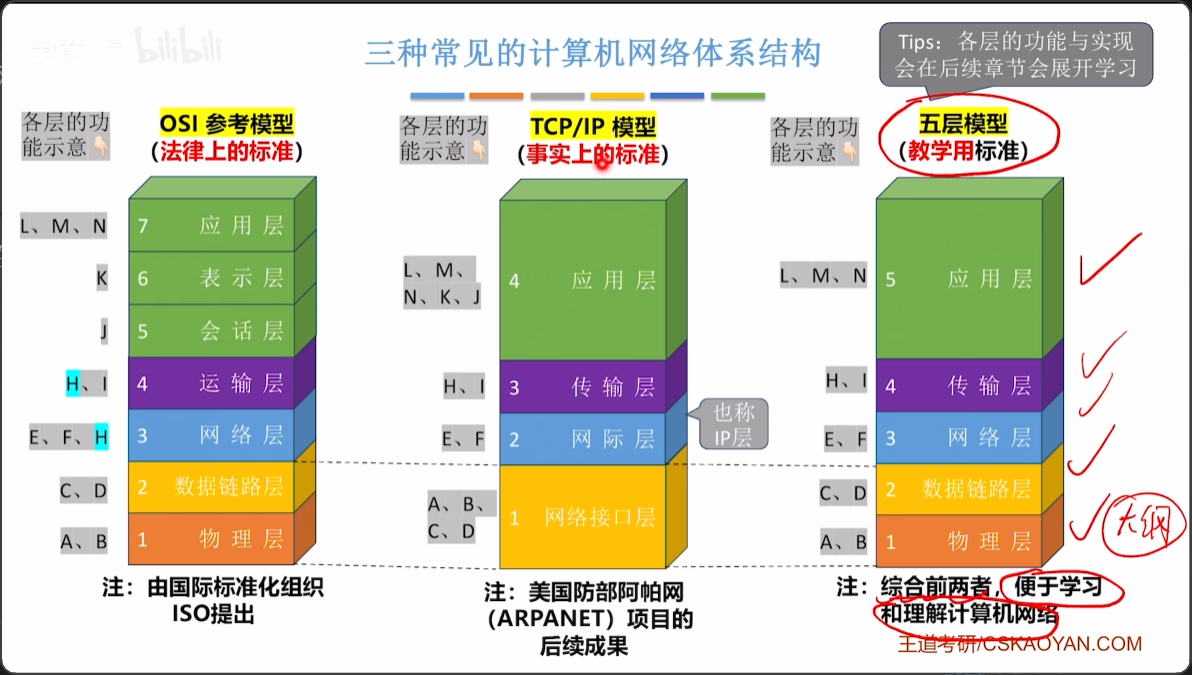 bilibili
三种常见的计算机网络体系结构
Tips：各层的功能与实现
会在后续章节会展开学习
各层的功
能示意👇🏻
OSI 参考模型
（法律上的标准）
L、M、N
7 应用层
K
6 表示层
J
5 会话层
H、I
4 运输层
E、F、H
3 网络层
C、D
2 数据链路层
A、B
1 物理层
注：由国际标准化组织
ISO提出
各层的功
能示意👇🏻
TCP/IP 模型
（事实上的标准）
L、M、
N、K、J
4 应用层
H、I
3 传输层
E、F
2 网际层
也称
IP层
A、B、
C、D
1 网络接口层
注：美国防部阿帕网
（ARPANET）项目的
后续成果
各层的功
能示意👇🏻
五层模型
（教学用标准）
L、M、N
5 应用层
H、I
4 传输层
E、F
3 网络层
C、D
2 数据链路层
A、B
1 物理层
大纲
注：综合前两者，便于学习
和理解计算机网络
王道考研/CSKAOYAN.COM